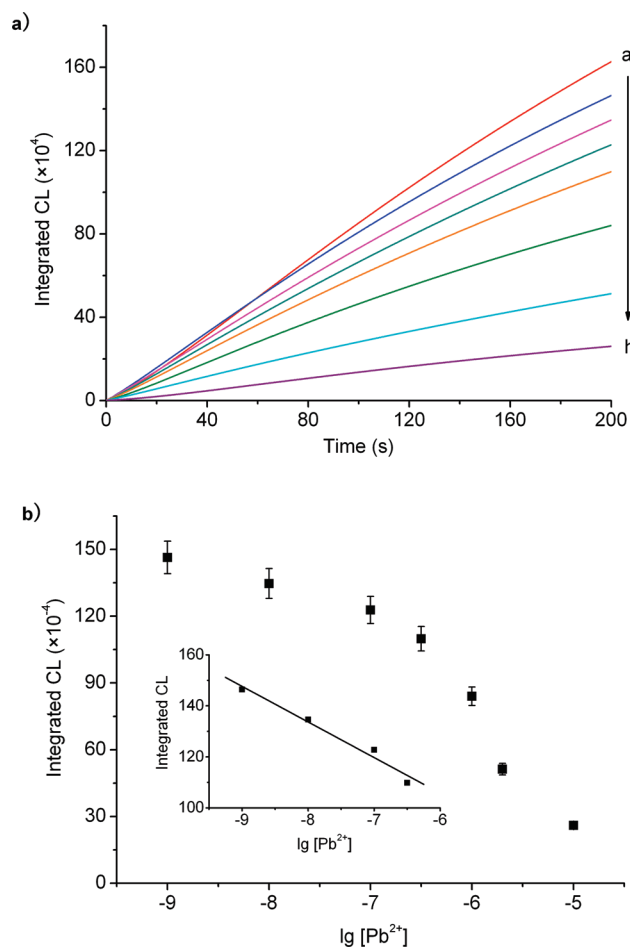 a)
Integrated CL (×10⁴)
160
120
80
40
0
0 40 80 120 160 200
Time (s)
a
h
b)
Integrated CL (×10⁻⁴)
150
120
90
60
30
0
-9 -8 -7 -6 -5
lg [Pb²⁺]
Integrated CL
160
140
120
100
-9 -8 -7 -6
lg [Pb²⁺]